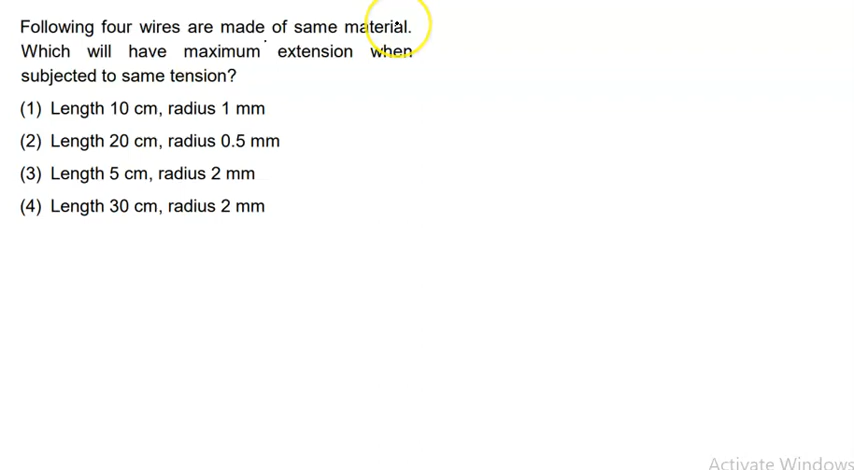 Following four wires are made of same material.
Which will have maximum extension when
subjected to same tension?
(1) Length 10 cm, radius 1 mm
(2) Length 20 cm, radius 0.5 mm
(3) Length 5 cm, radius 2 mm
(4) Length 30 cm, radius 2 mm
Activate Windows